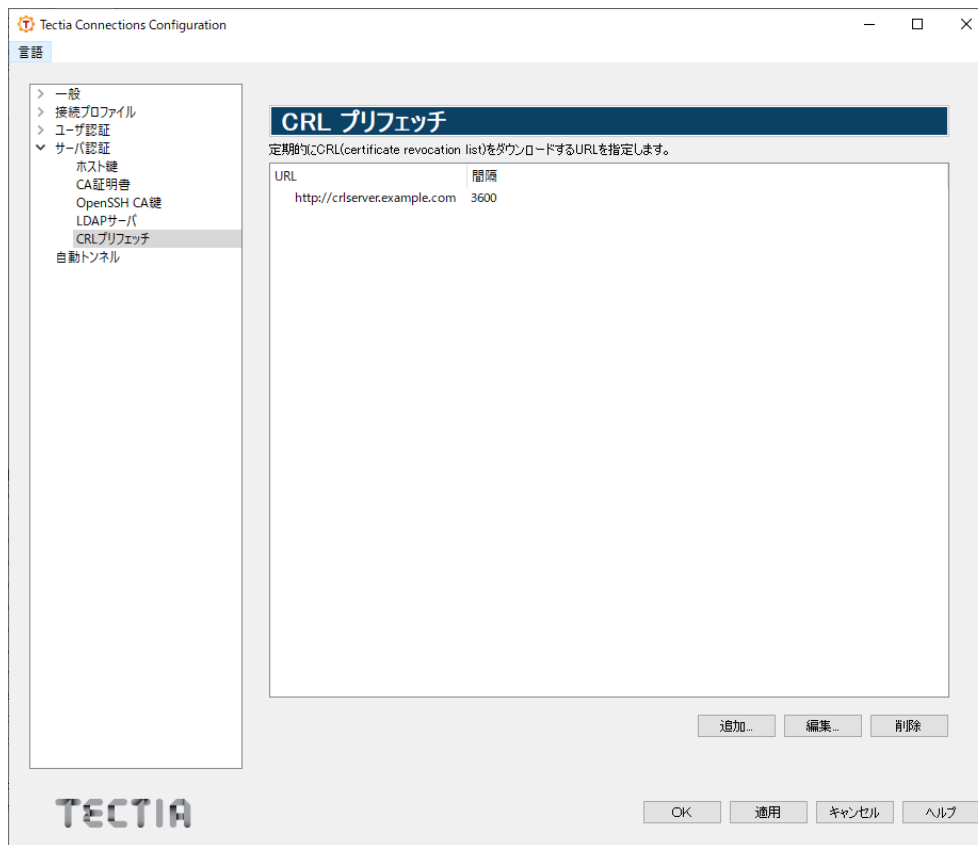 Tectia Connections Configuration
言語
一般
接続プロファイル
ユーザ認証
サーバ認証
ホスト鍵
CA証明書
OpenSSH CA鍵
LDAPサーバ
CRLプリフェッチ
自動トンネル
CRL プリフェッチ
定期的にCRL(certificate revocation list)をダウンロードするURLを指定します。
URL 間隔
http://crlserver.example.com 3600
追加... 編集... 削除
TECTIA
OK 適用 キャンセル ヘルプ